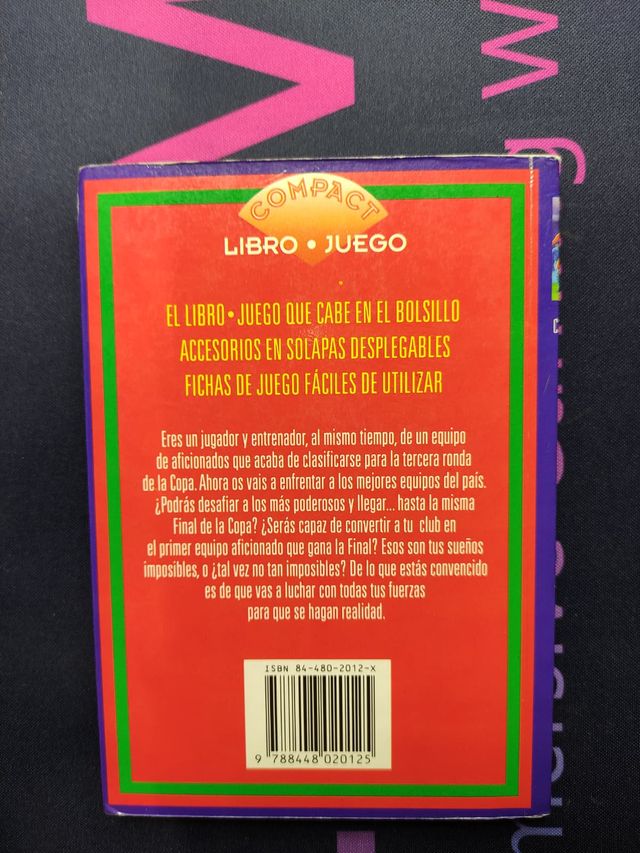 COMPACT
LIBRO • JUEGO
EL LIBRO • JUEGO QUE CABE EN EL BOLSILLO
ACCESORIOS EN SOLAPAS DESPLEGABLES
FICHAS DE JUEGO FÁCILES DE UTILIZAR
Eres un jugador y entrenador, al mismo tiempo, de un equipo
de aficionados que acaba de clasificarse para la tercera ronda
de la Copa. Ahora os vais a enfrentar a los mejores equipos del país.
¿Podrás desafiar a los más poderosos y llegar... hasta la misma
Final de la Copa? ¿Serás capaz de convertir a tu club en
el primer equipo aficionado que gana la Final? Esos son tus sueños
imposibles, o ¿tal vez no tan imposibles? De lo que estás convencido
es de que vas a luchar con todas tus fuerzas
para que se hagan realidad.
ISBN 84-480-2012-X
9 788448 020125